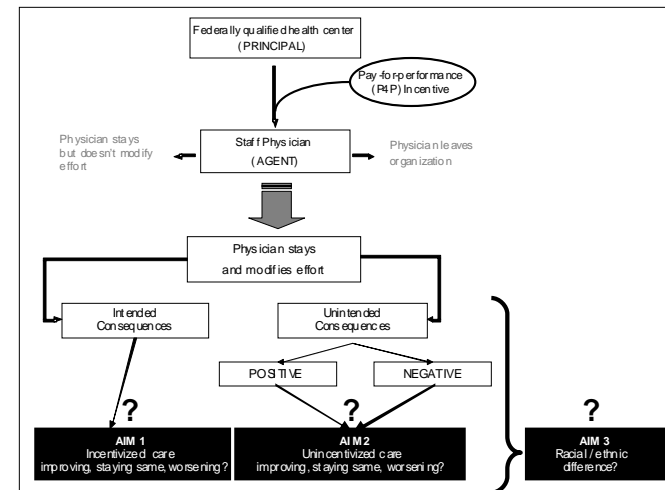 Federally qualified health center
(PRINCIPAL)
Pay-for-performance
(P4P) Incentive
Physician stays
but doesn't modify
effort
Staff Physician
(AGENT)
Physician leaves
organization
Physician stays
and modifies effort
Intended
Consequences
Unintended
Consequences
POSITIVE
NEGATIVE
?
?
?
AIM 1
Incentivized care
improving, staying same, worsening?
AIM 2
Unincentivized care
improving, staying same, worsening?
AIM 3
Racial / ethnic
difference?